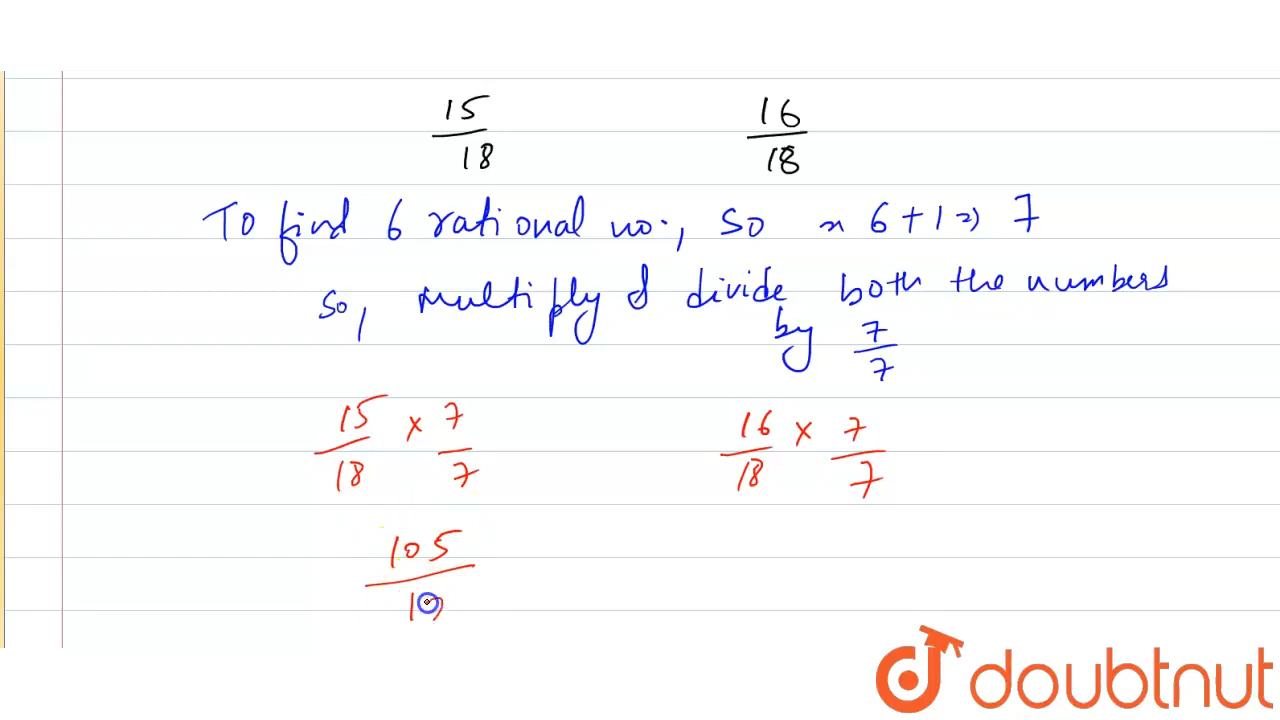 15/18 16/18
To find 6 rational no., so n 6+1⇒ 7
so, multiply & divide both the numbers
by 7/7
15/18 × 7/7 16/18 × 7/7
105
doubtnut